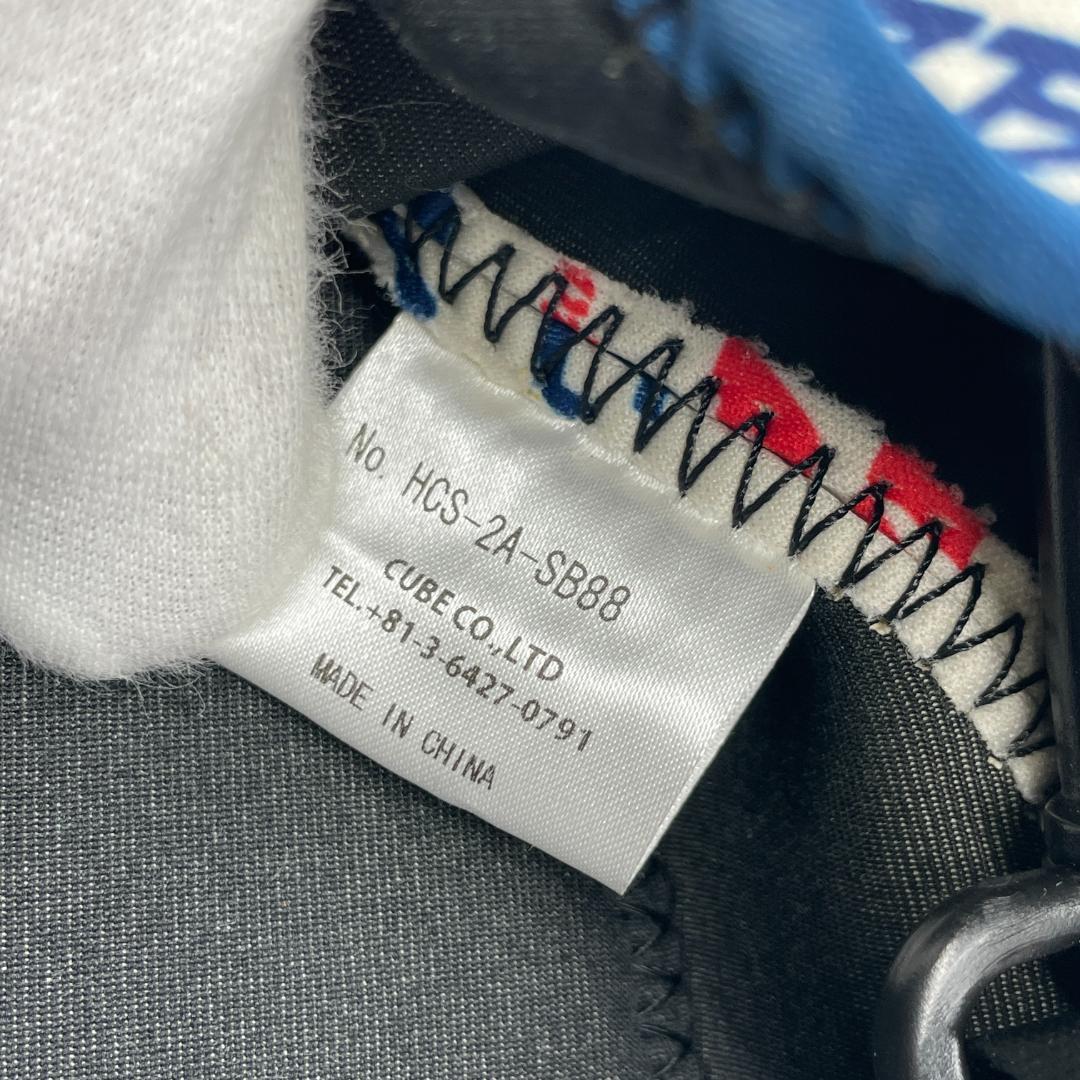 No. HCS-2A-SB88
CUBE CO.,LTD
TEL.+81-3-6427-0791
MADE IN CHINA